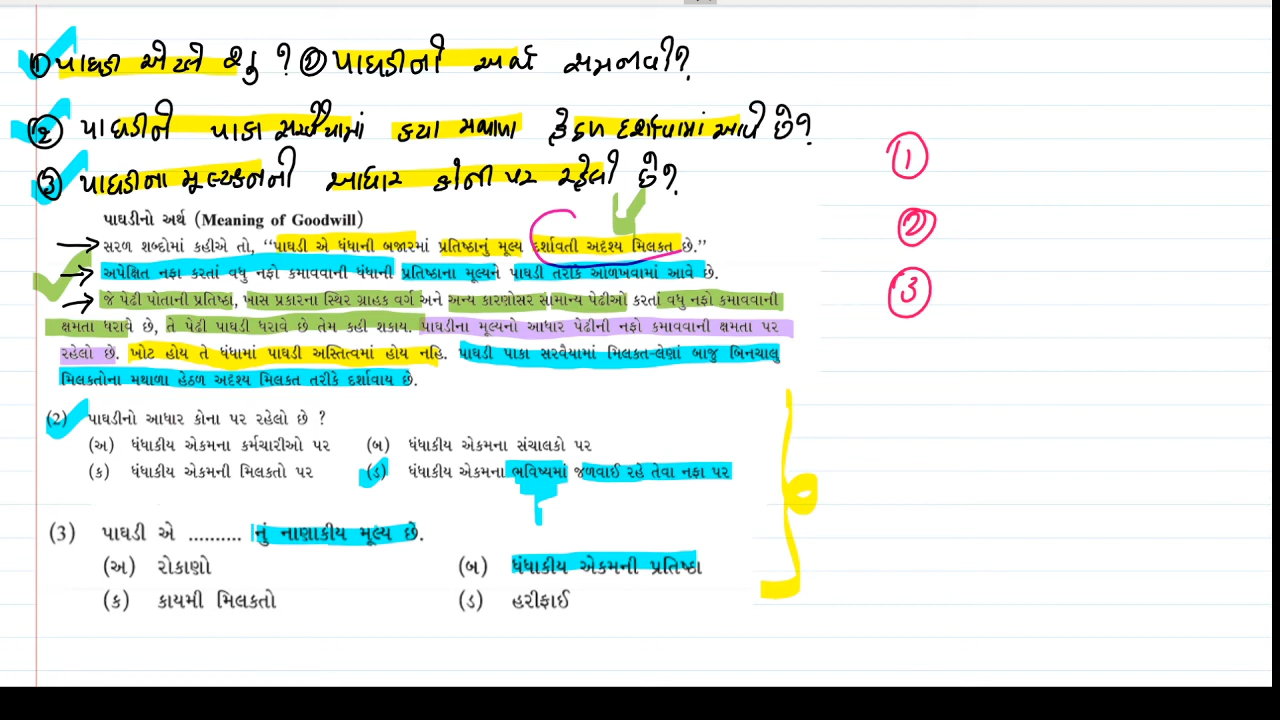 ① પાઘડી એટલે શું ? ① પાઘડીનો અર્થ સમજાવો?
② પાઘડીને પાકા સરવૈયામાં કયા મથાળા હેઠળ દર્શાવવામાં આવે છે?
③ પાઘડીના મૂલ્યાંકનનો આધાર કોની પર રહેલો છે?
①
②
③
પાઘડીનો અર્થ (Meaning of Goodwill)
સરળ શબ્દોમાં કહીએ તો, “પાઘડી એ ધંધાની બજારમાં પ્રતિષ્ઠાનું મૂલ્ય દર્શાવતી અદૃશ્ય મિલકત છે.”
અપેક્ષિત નફા કરતાં વધુ નફો કમાવવાની ધંધાની પ્રતિષ્ઠાના મૂલ્યને પાઘડી તરીકે ઓળખવામાં આવે છે.
જે પેઢી પોતાની પ્રતિષ્ઠા, ખાસ પ્રકારના સ્થિર ગ્રાહક વર્ગ અને અન્ય કારણોસર સામાન્ય પેઢીઓ કરતાં વધુ નફો કમાવવાની
ક્ષમતા ધરાવે છે, તે પેઢી પાઘડી ધરાવે છે તેમ કહી શકાય. પાઘડીના મૂલ્યનો આધાર પેઢીની નફો કમાવવાની ક્ષમતા પર
રહેલો છે. ખોટ હોય તે ધંધામાં પાઘડી અસ્તિત્વમાં હોય નહિ. પાઘડી પાકા સરવૈયામાં મિલકત-લેણાં બાજુ બિનચાલુ
મિલકતોના મથાળા હેઠળ અદૃશ્ય મિલકત તરીકે દર્શાવાય છે.
(2) પાઘડીનો આધાર કોના પર રહેલો છે ?
(અ) ધંધાકીય એકમના કર્મચારીઓ પર (બ) ધંધાકીય એકમના સંચાલકો પર
(ક) ધંધાકીય એકમની મિલકતો પર (ડ) ધંધાકીય એકમના ભવિષ્યમાં જળવાઈ રહે તેવા નફા પર
(3) પાઘડી એ .......... નું નાણાકીય મૂલ્ય છે.
(અ) રોકાણો (બ) ધંધાકીય એકમની પ્રતિષ્ઠા
(ક) કાયમી મિલકતો (ડ) હરીફાઈ